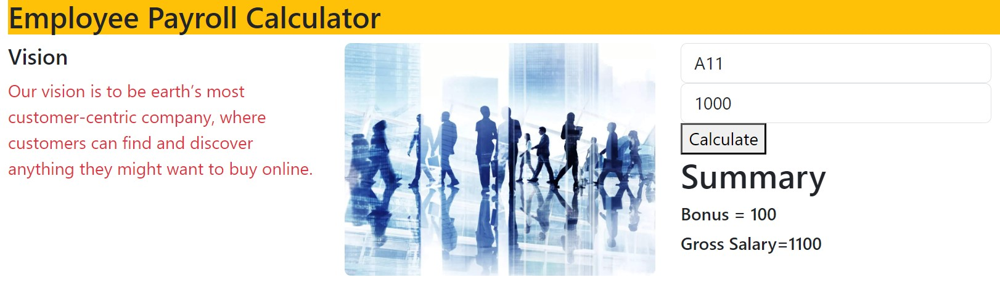 Employee Payroll Calculator
Vision
Our vision is to be earth’s most
customer-centric company, where
customers can find and discover
anything they might want to buy online.
A11
1000
Calculate
Summary
Bonus = 100
Gross Salary=1100